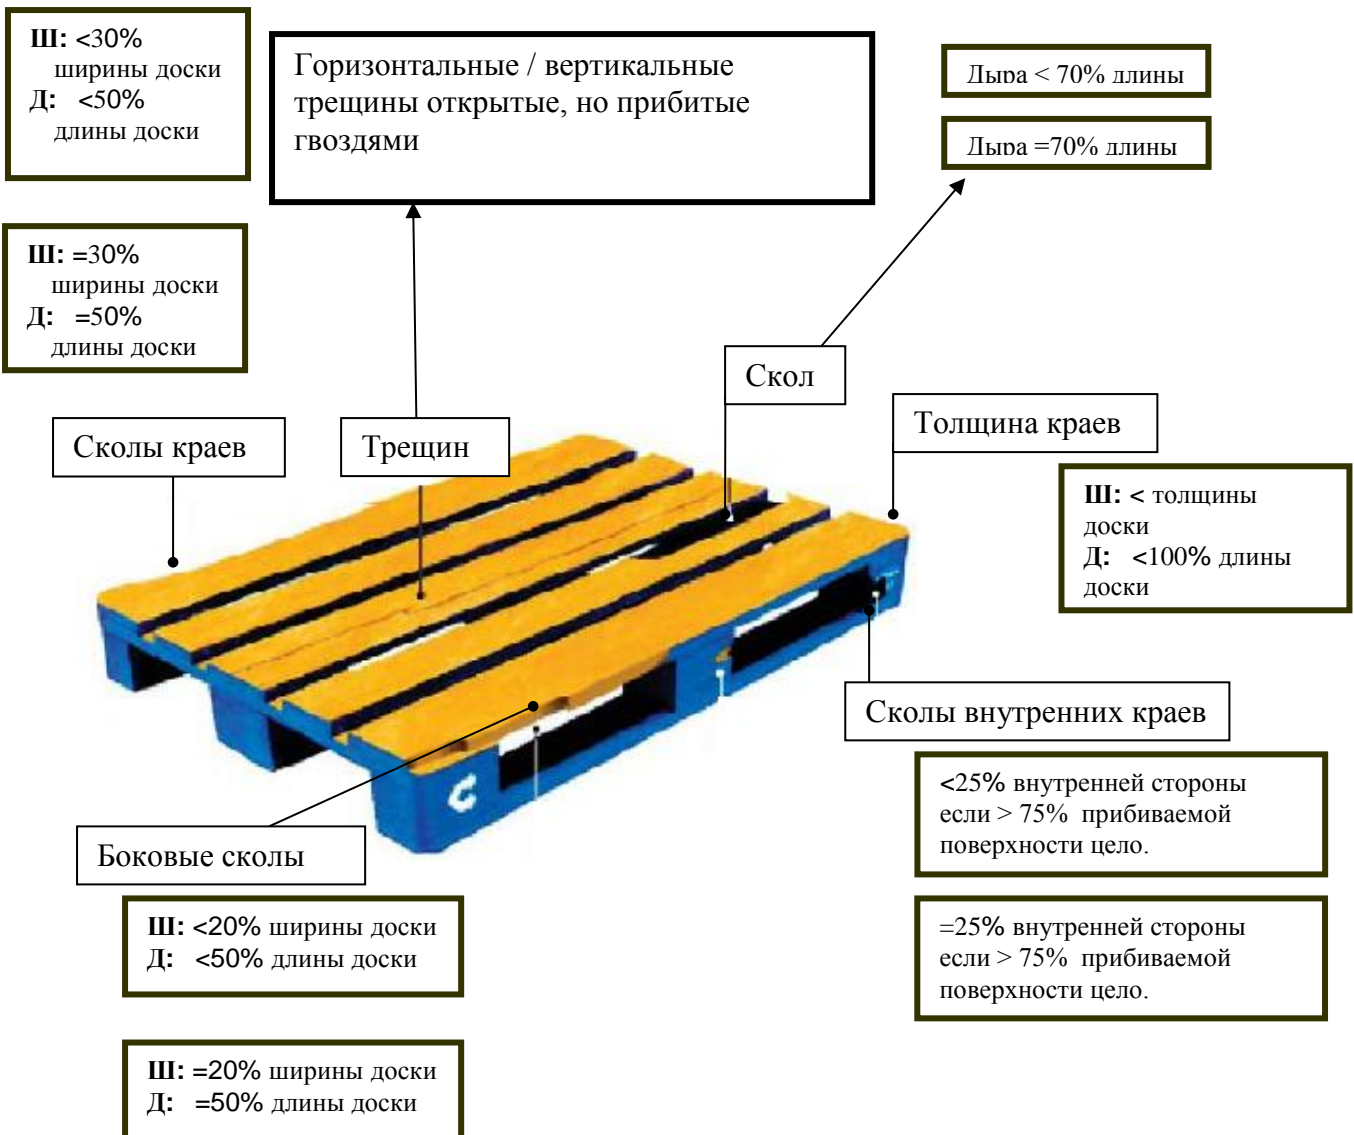 Ш: <30%
ширины доски
Д: <50%
длины доски
Горизонтальные / вертикальные
трещины открытые, но прибитые
гвоздями
Дыра < 70% длины
Дыра =70% длины
Ш: =30%
ширины доски
Д: =50%
длины доски
Скол
Сколы краев
Трещин
Толщина краев
Ш: < толщины
доски
Д: <100% длины
доски
Сколы внутренних краев
<25% внутренней стороны
если > 75% прибиваемой
поверхности цело.
=25% внутренней стороны
если > 75% прибиваемой
поверхности цело.
Боковые сколы
Ш: <20% ширины доски
Д: <50% длины доски
Ш: =20% ширины доски
Д: =50% длины доски